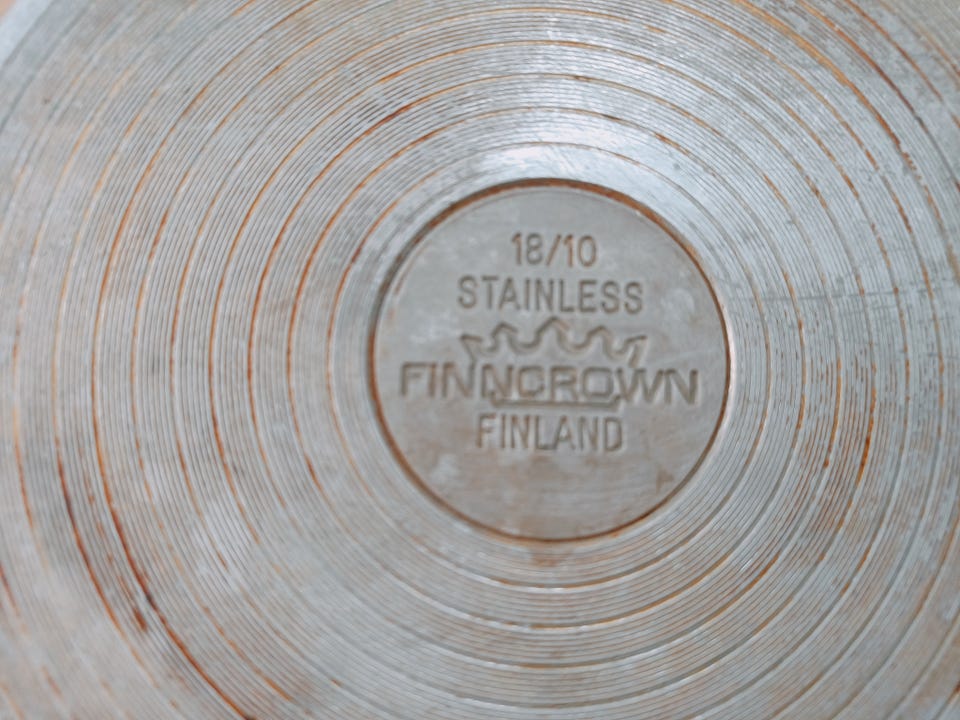 18/10
STAINLESS
FINNCROWN
FINLAND